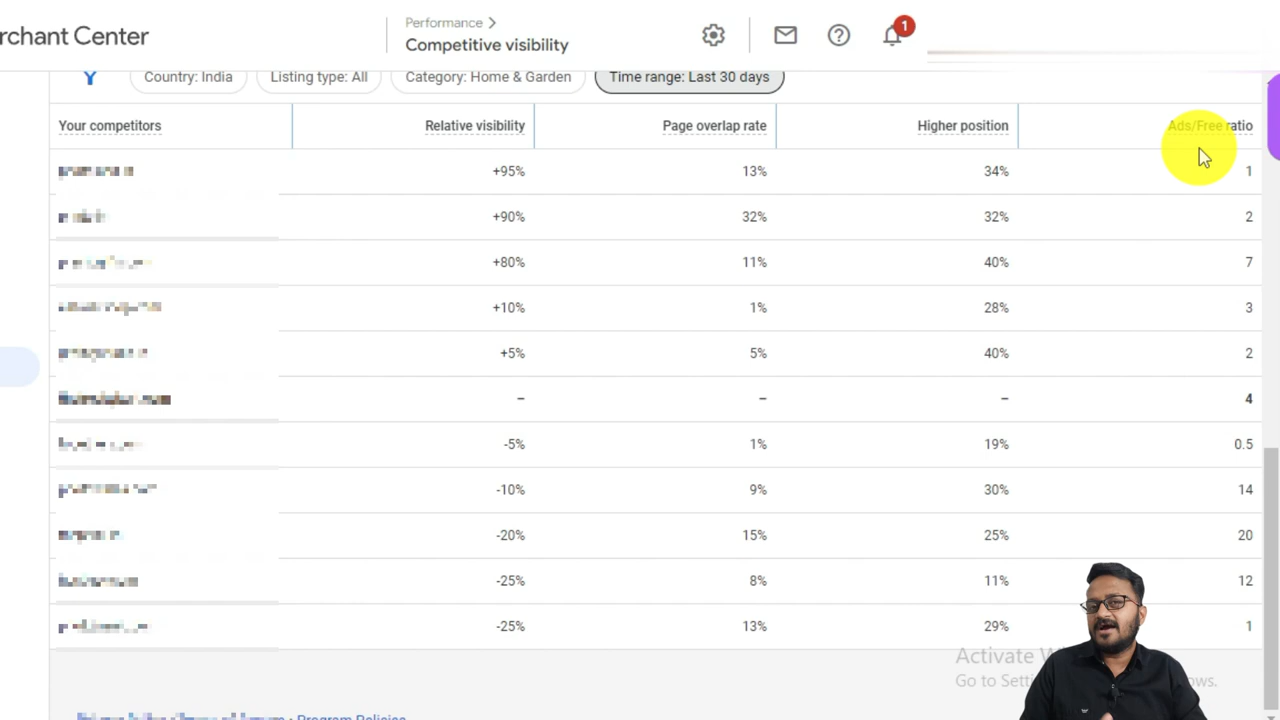 rchant Center
Performance >
Competitive visibility
1
Country: India
Listing type: All
Category: Home & Garden
Time range: Last 30 days
Your competitors Relative visibility Page overlap rate Higher position Ads/Free ratio
+95% 13% 34% 1
+90% 32% 32% 2
+80% 11% 40% 7
+10% 1% 28% 3
+5% 5% 40% 2
– – – 4
-5% 1% 19% 0.5
-10% 9% 30% 14
-20% 15% 25% 20
-25% 8% 11% 12
-25% 13% 29% 1
Activate
Go to
Program Policies